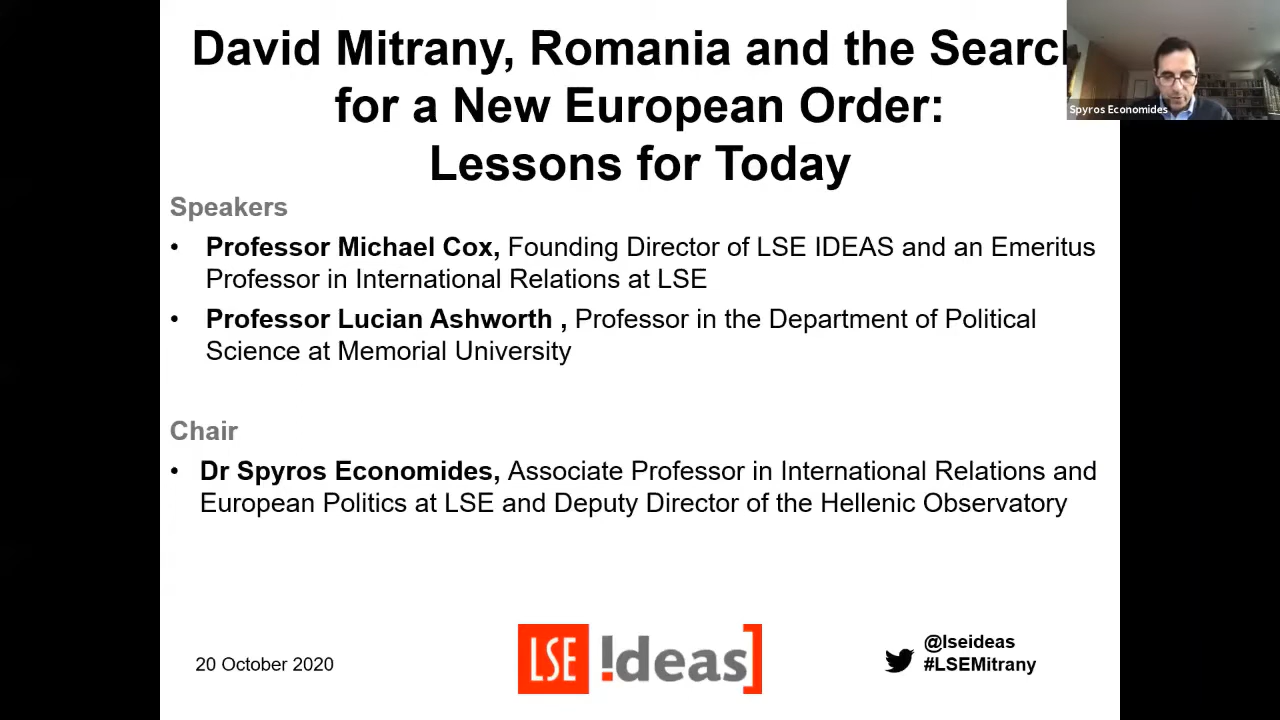 David Mitrany, Romania and the Searc
for a New European Order:
Lessons for Today
Spyros Economides
Speakers
• Professor Michael Cox, Founding Director of LSE IDEAS and an Emeritus
Professor in International Relations at LSE
• Professor Lucian Ashworth , Professor in the Department of Political
Science at Memorial University
Chair
• Dr Spyros Economides, Associate Professor in International Relations and
European Politics at LSE and Deputy Director of the Hellenic Observatory
20 October 2020
LSE !deas]
@lseideas
#LSEMitrany